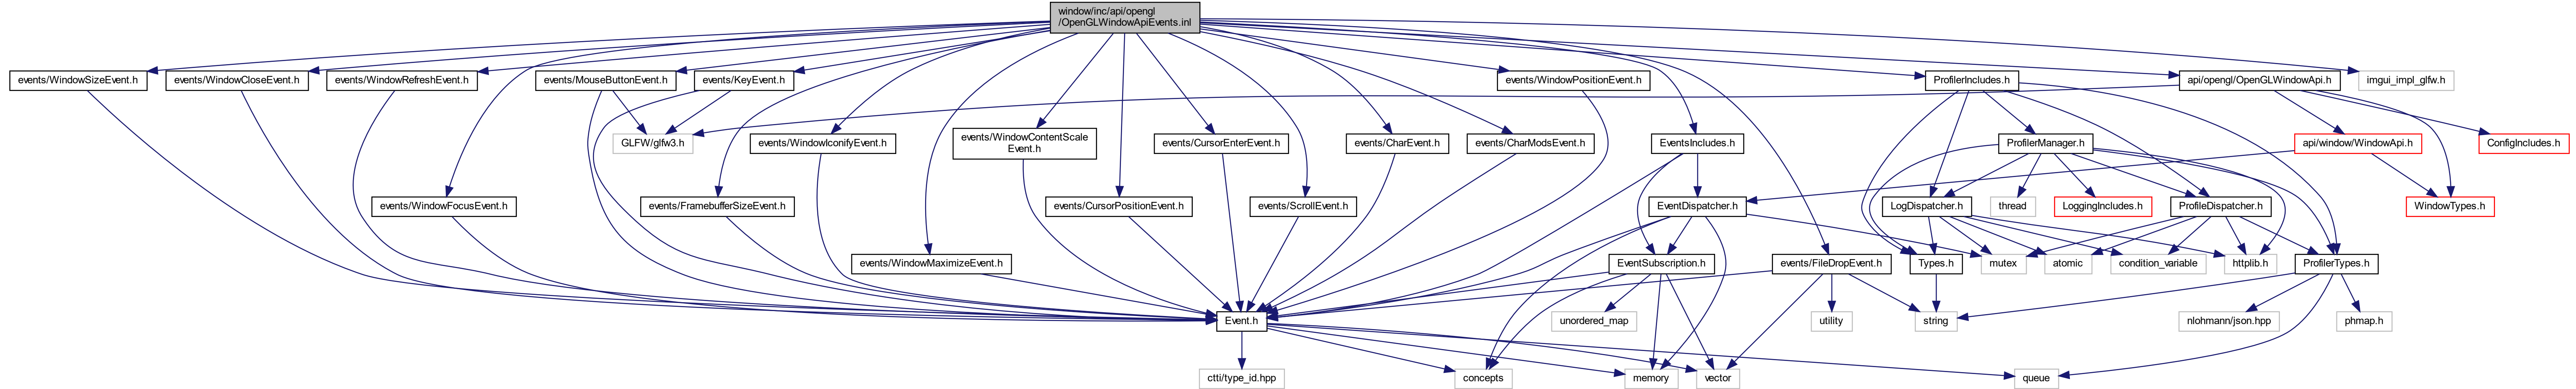 window/inc/api/opengl
/OpenGLWindowApiEvents.inl
events/WindowSizeEvent.h
events/WindowCloseEvent.h
events/WindowRefreshEvent.h
events/MouseButtonEvent.h
events/KeyEvent.h
events/WindowPositionEvent.h
ProfilerIncludes.h
api/opengl/OpenGLWindowApi.h
imgui_impl_glfw.h
GLFW/glfw3.h
events/WindowIconifyEvent.h
events/WindowContentScale
Event.h
events/CursorEnterEvent.h
events/CharEvent.h
events/CharModsEvent.h
EventsIncludes.h
ProfilerManager.h
api/window/WindowApi.h
ConfigIncludes.h
events/WindowFocusEvent.h
events/FramebufferSizeEvent.h
events/CursorPositionEvent.h
events/ScrollEvent.h
EventDispatcher.h
LogDispatcher.h
thread
LoggingIncludes.h
ProfileDispatcher.h
WindowTypes.h
events/WindowMaximizeEvent.h
EventSubscription.h
events/FileDropEvent.h
Types.h
mutex
atomic
condition_variable
httplib.h
ProfilerTypes.h
Event.h
unordered_map
utility
string
nlohmann/json.hpp
phmap.h
ctti/type_id.hpp
concepts
memory
vector
queue